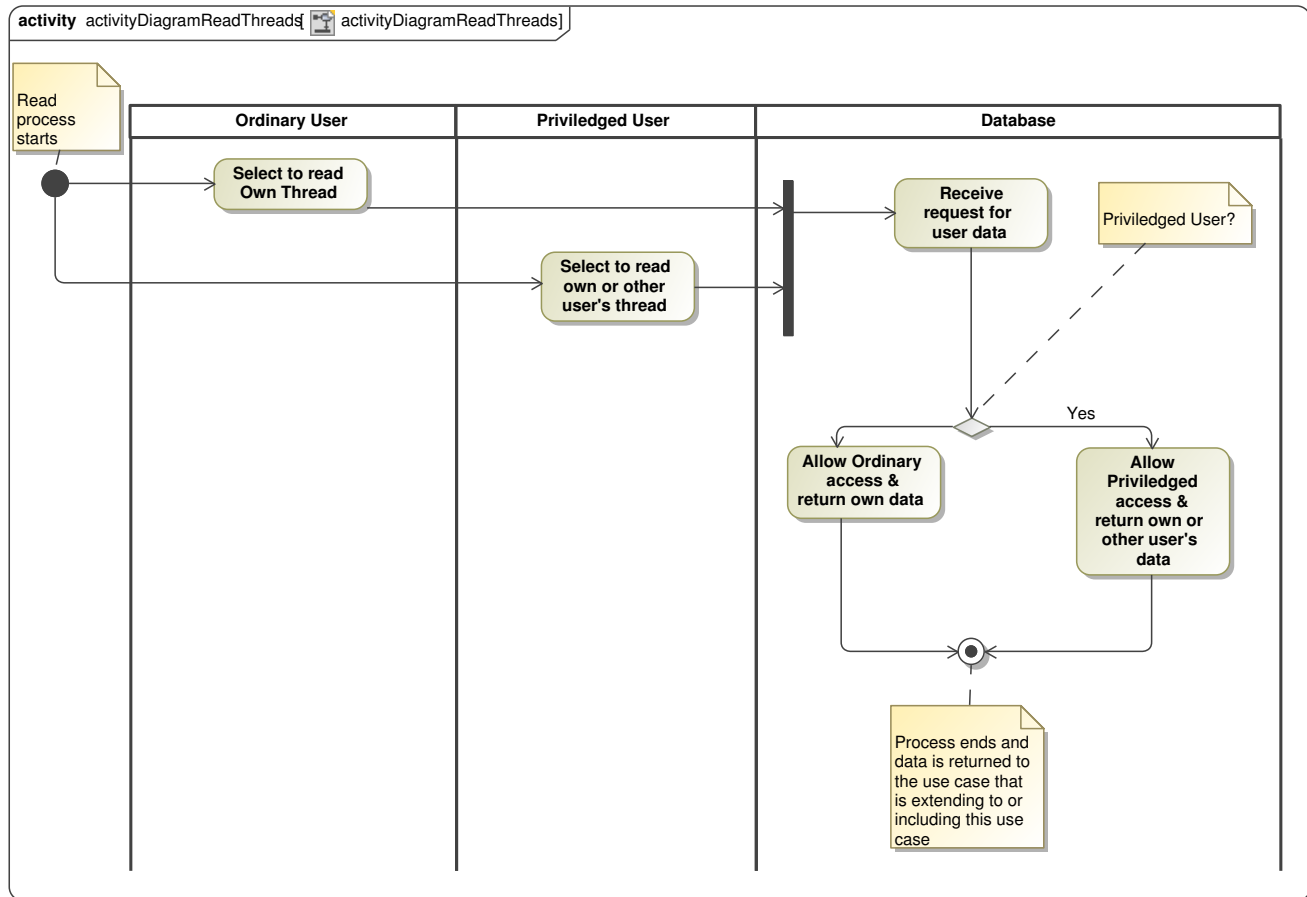 activity activityDiagramReadThreads[ activityDiagramReadThreads]
Read
process
starts
Ordinary User
Priviledged User
Database
Select to read
Own Thread
Receive
request for
user data
Priviledged User?
Select to read
own or other
user's thread
Yes
Allow Ordinary
access &
return own data
Allow
Priviledged
access &
return own or
other user's
data
Process ends and
data is returned to
the use case that
is extending to or
including this use
case